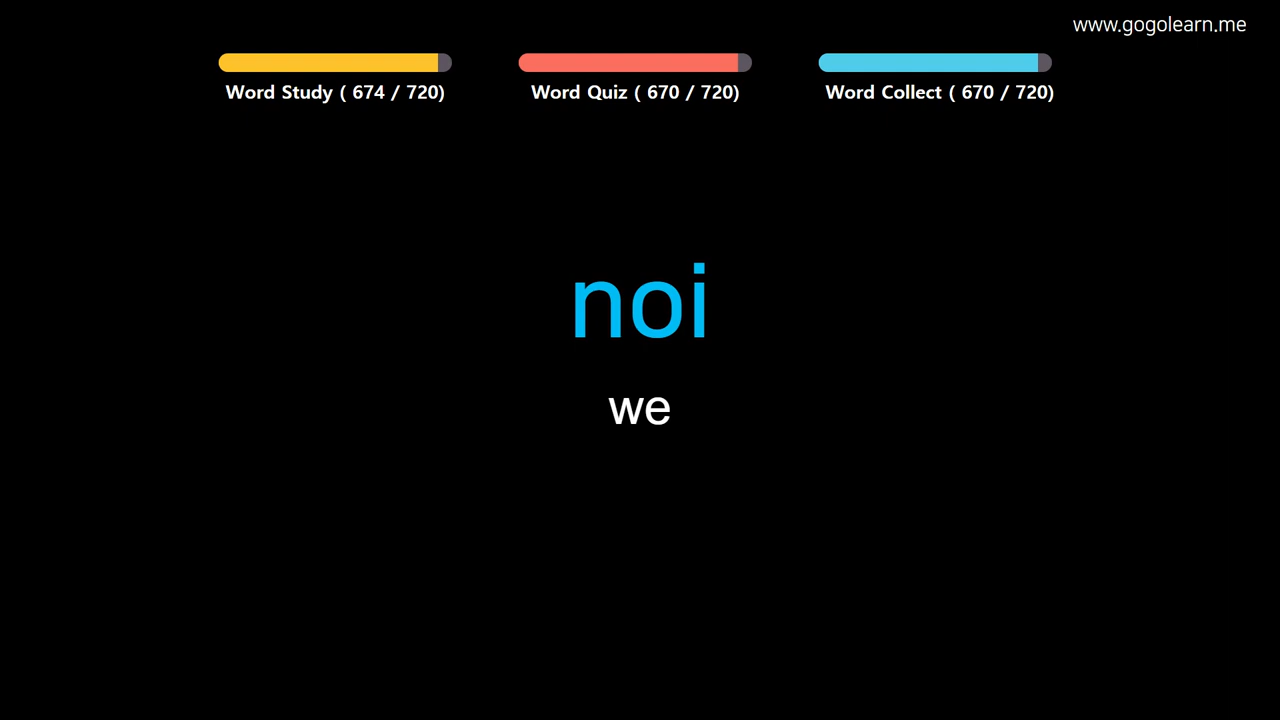 www.gogolearn.me
Word Study ( 674 / 720)
Word Quiz ( 670 / 720)
Word Collect ( 670 / 720)
noi
we